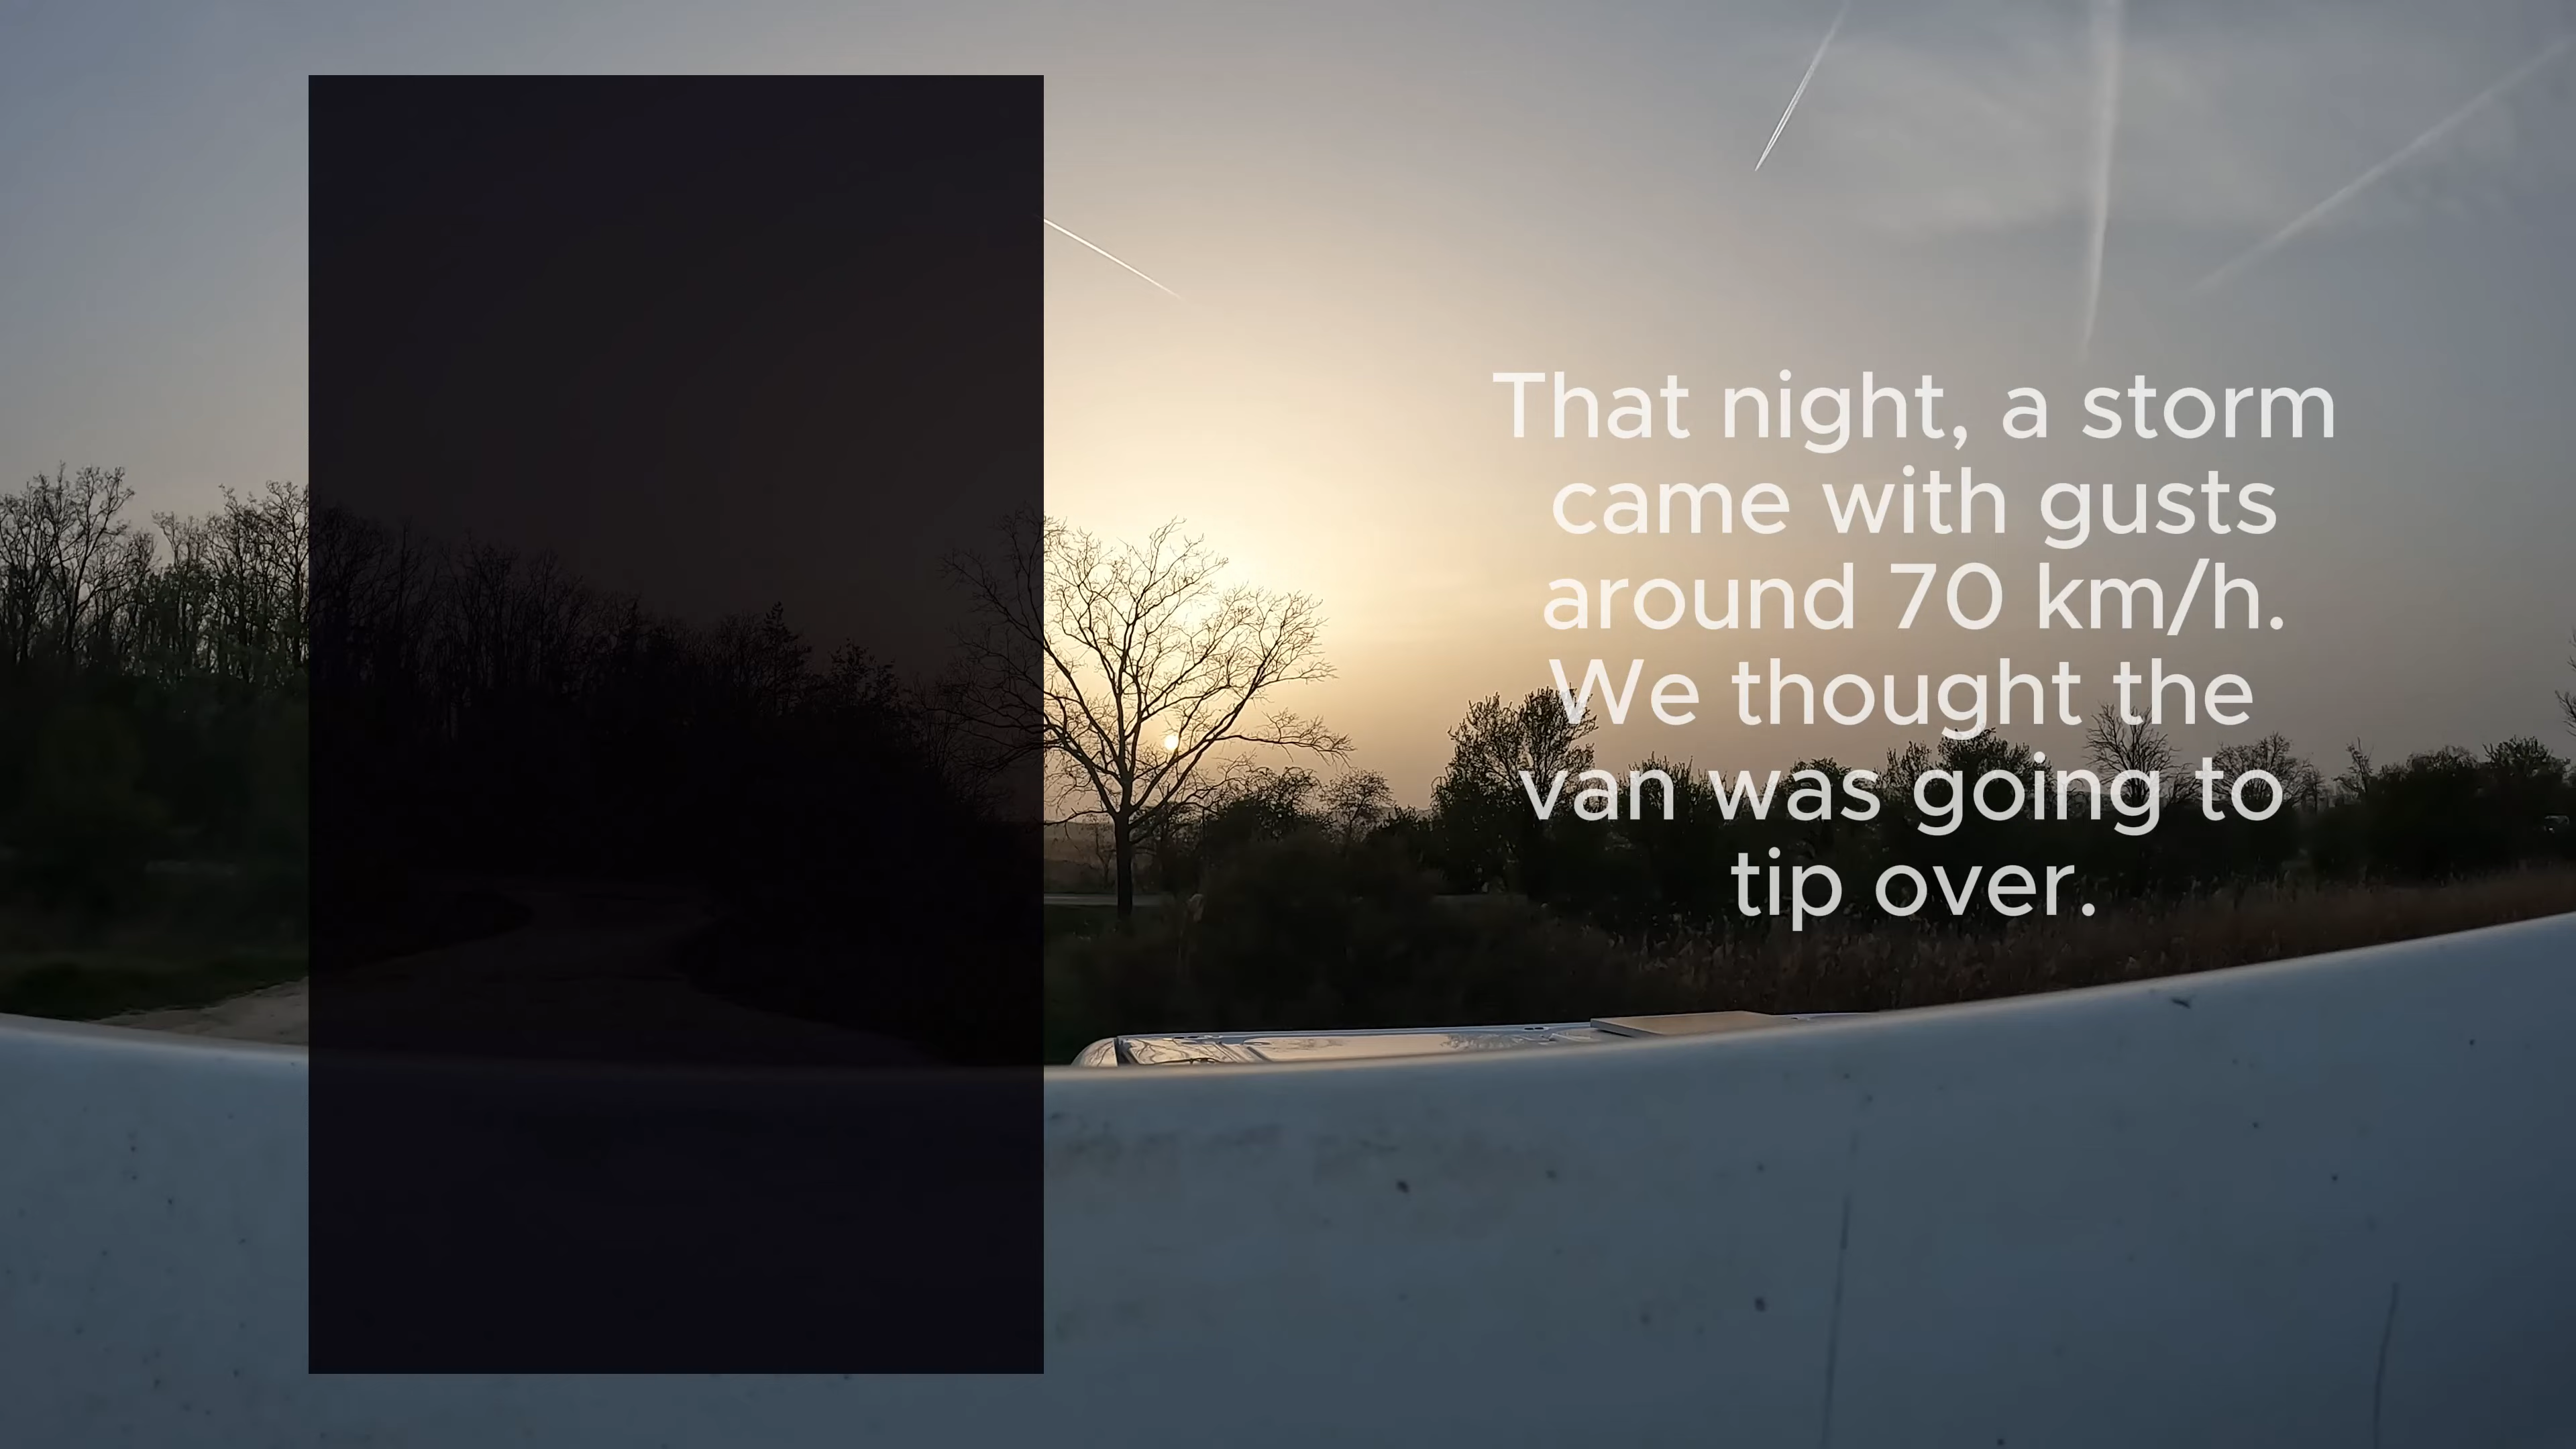 That night, a storm
came with gusts
around 70 km/h.
We thought the
van was going to
tip over.